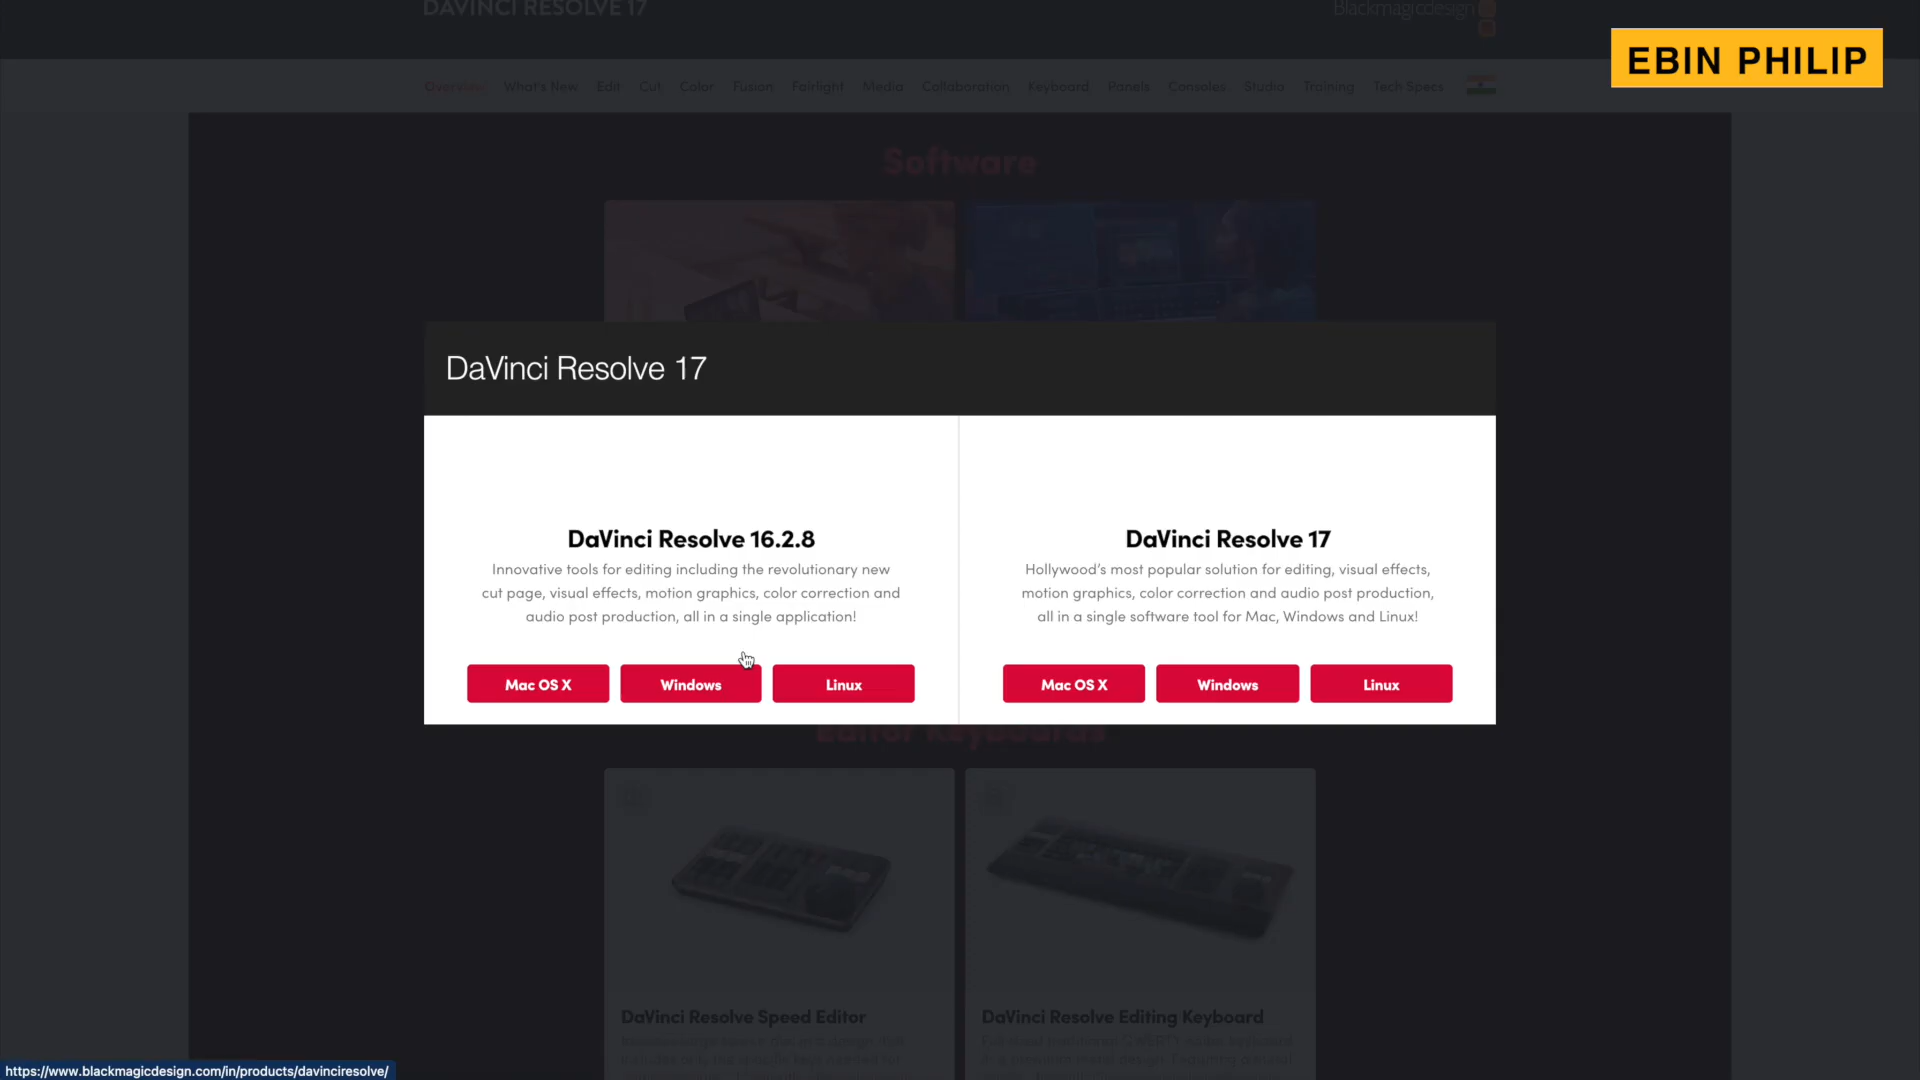 DAVINCI RESOLVE 17
Blackmagicdesign
EBIN PHILIP
Overview What's New Edit Cut Color Fusion Fairlight Media Collaboration Keyboard Panels Consoles Studio Training Tech Specs
Software
DaVinci Resolve 17
DaVinci Resolve 16.2.8
Innovative tools for editing including the revolutionary new
cut page, visual effects, motion graphics, color correction and
audio post production, all in a single application!
Mac OS X Windows Linux
DaVinci Resolve 17
Hollywood's most popular solution for editing, visual effects,
motion graphics, color correction and audio post production,
all in a single software tool for Mac, Windows and Linux!
Mac OS X Windows Linux
Editor Keyboards
DaVinci Resolve Speed Editor
DaVinci Resolve Editing Keyboard
https://www.blackmagicdesign.com/in/products/davinciresolve/